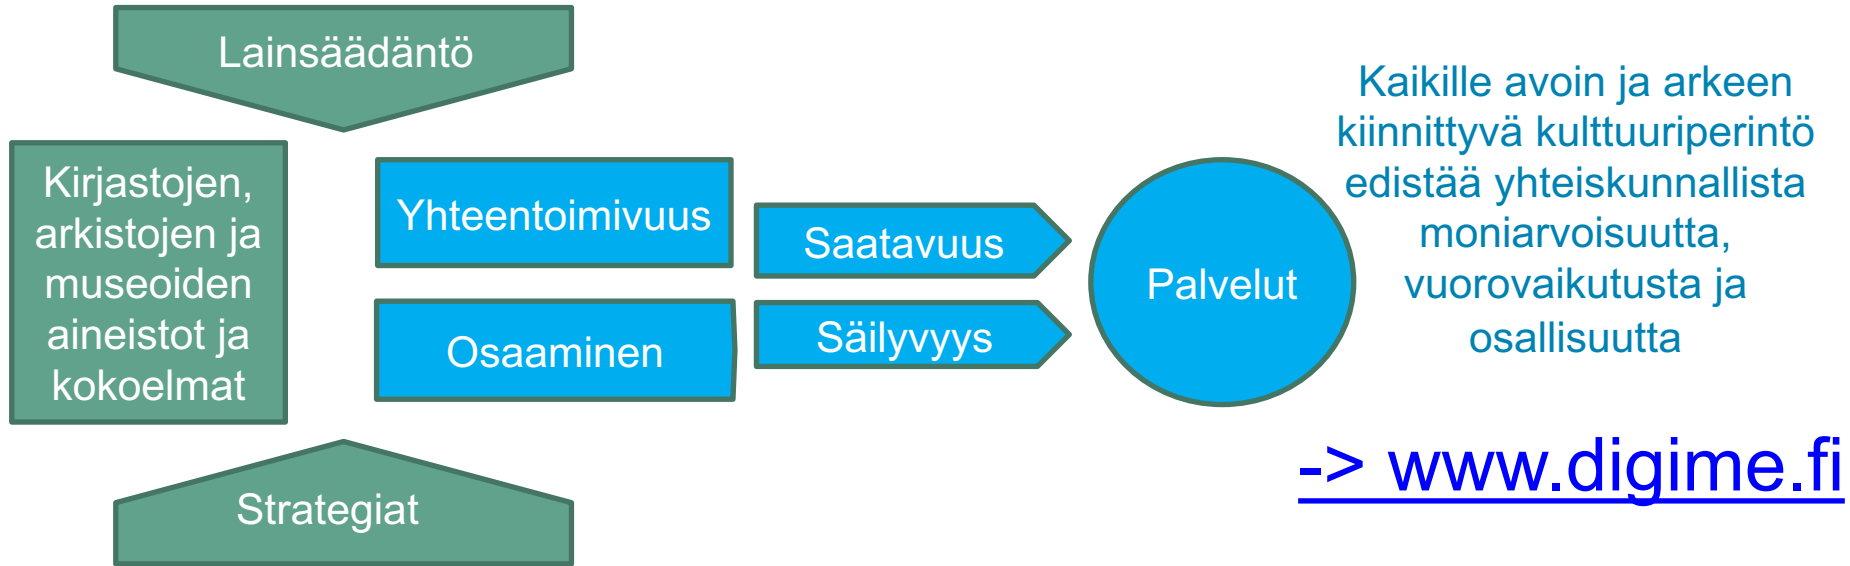 Lainsäädäntö
Kirjastojen,
arkistojen ja
museoiden
aineistot ja
kokoelmat
Strategiat
Yhteentoimivuus
Osaaminen
Saatavuus
Säilyvyys
Palvelut
Kaikille avoin ja arkeen
kiinnittyvä kulttuuriperintö
edistää yhteiskunnallista
moniarvoisuutta,
vuorovaikutusta ja
osallisuutta
-> www.digime.fi